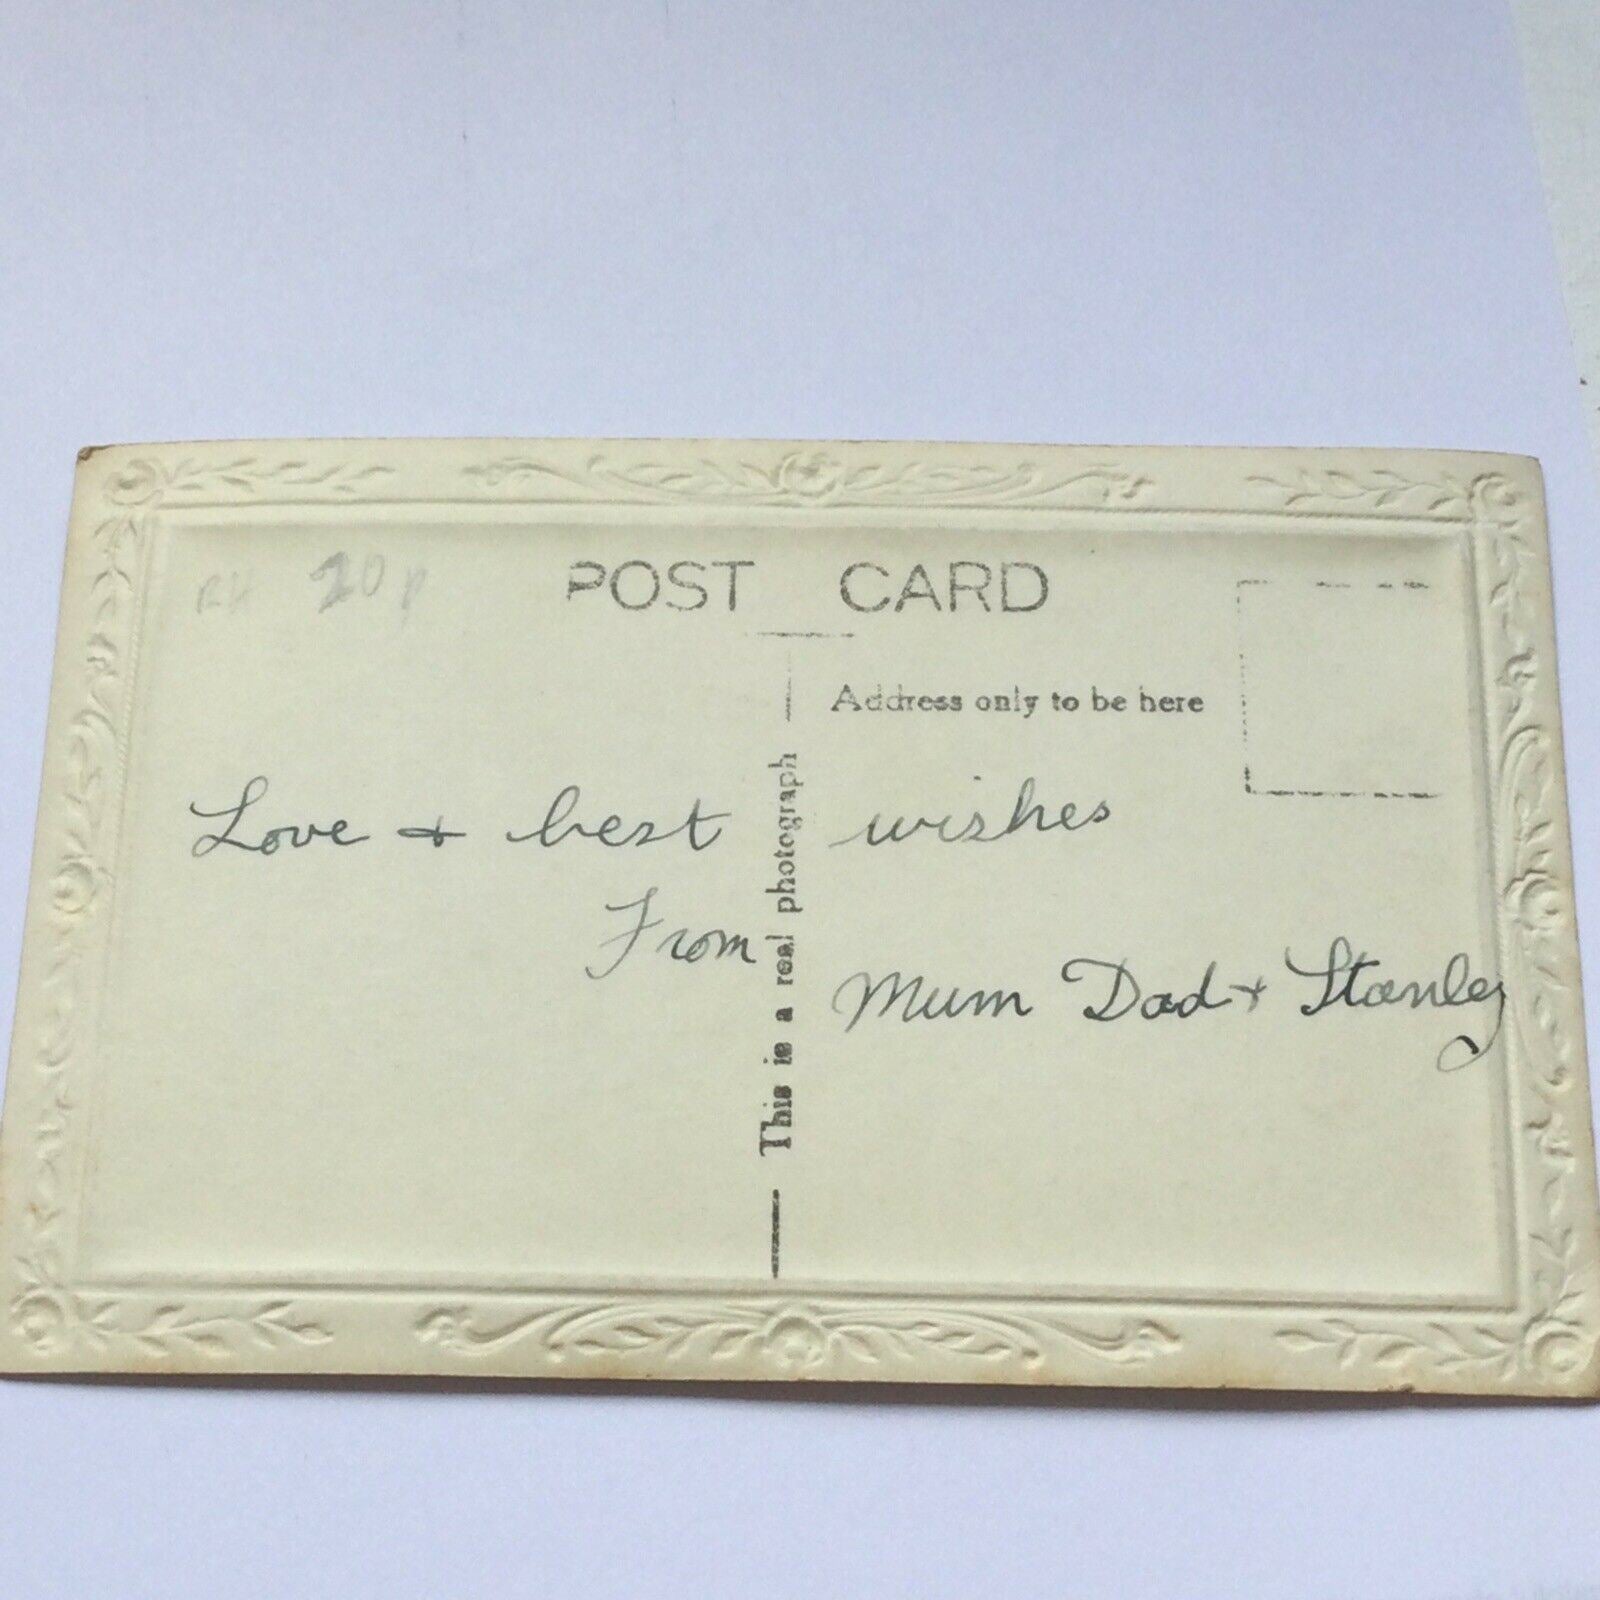 20p
POST CARD
Address only to be here
This is a real photograph
Love & best wishes
From
Mum Dad & Stanley